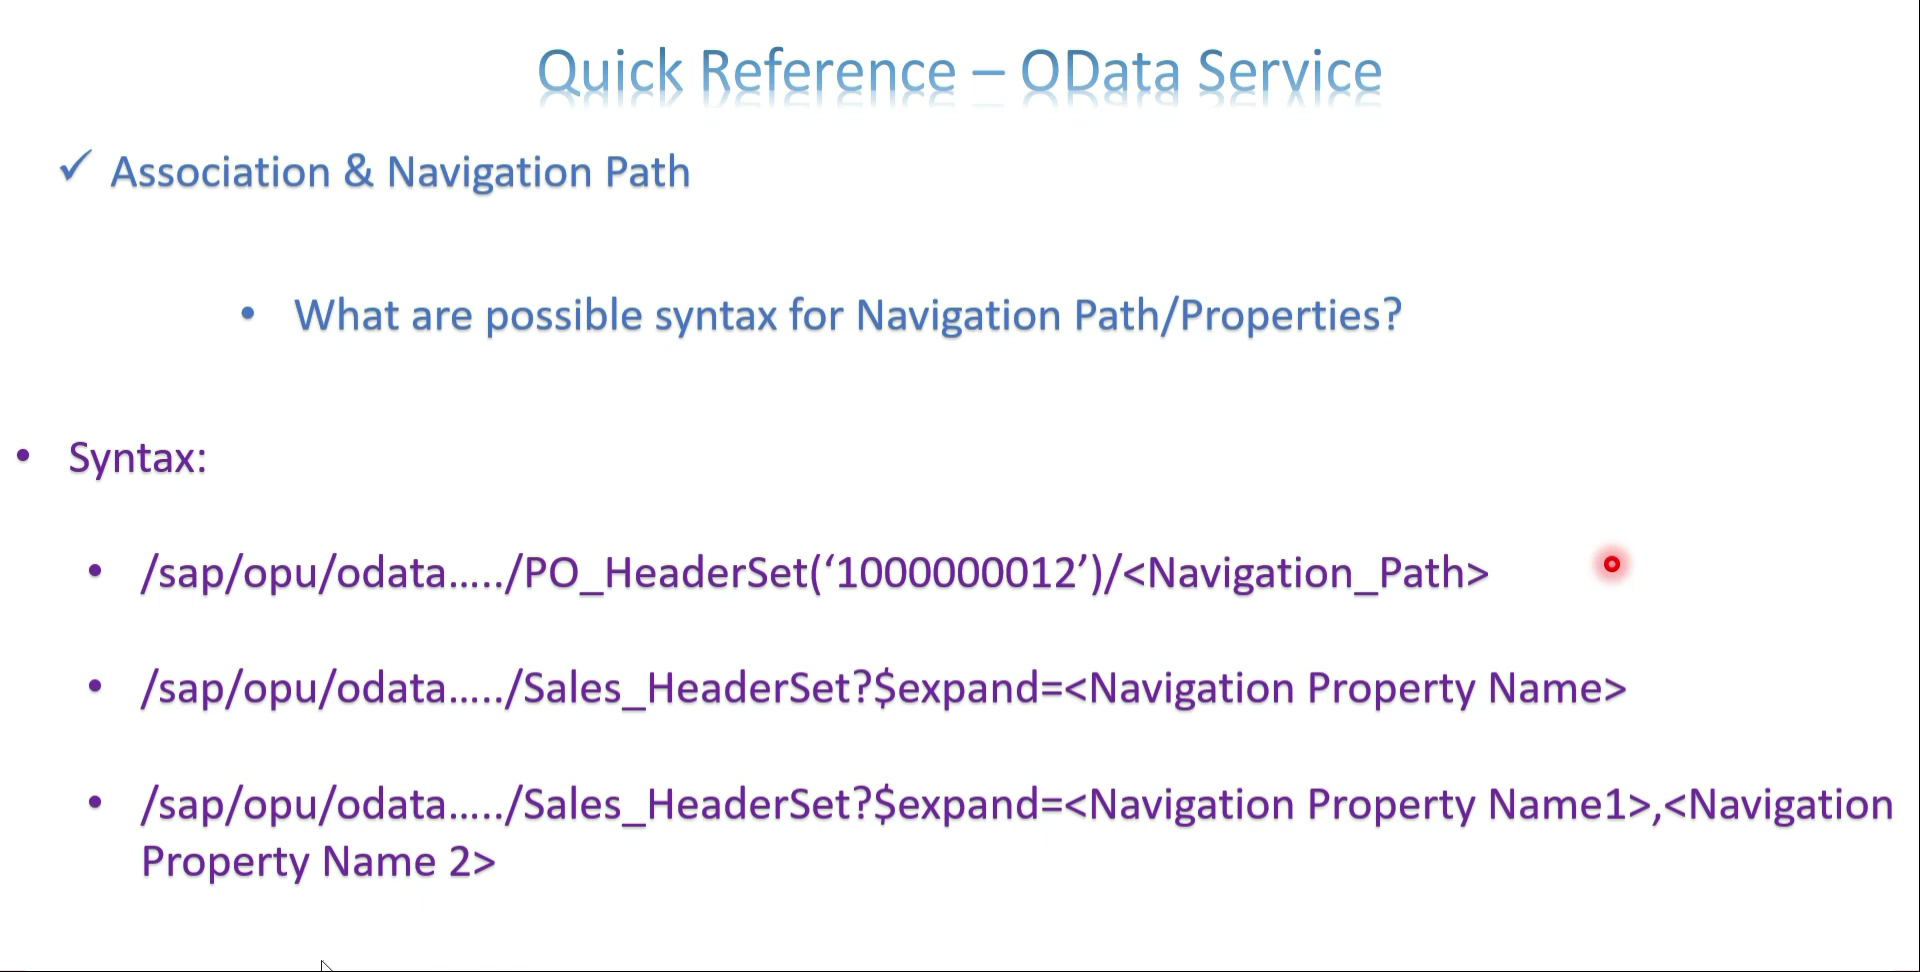 Quick Reference – OData Service
✓ Association & Navigation Path
• What are possible syntax for Navigation Path/Properties?
• Syntax:
• /sap/opu/odata...../PO_HeaderSet(‘1000000012’)/<Navigation_Path>
• /sap/opu/odata...../Sales_HeaderSet?$expand=<Navigation Property Name>
• /sap/opu/odata...../Sales_HeaderSet?$expand=<Navigation Property Name1>,<Navigation
Property Name 2>